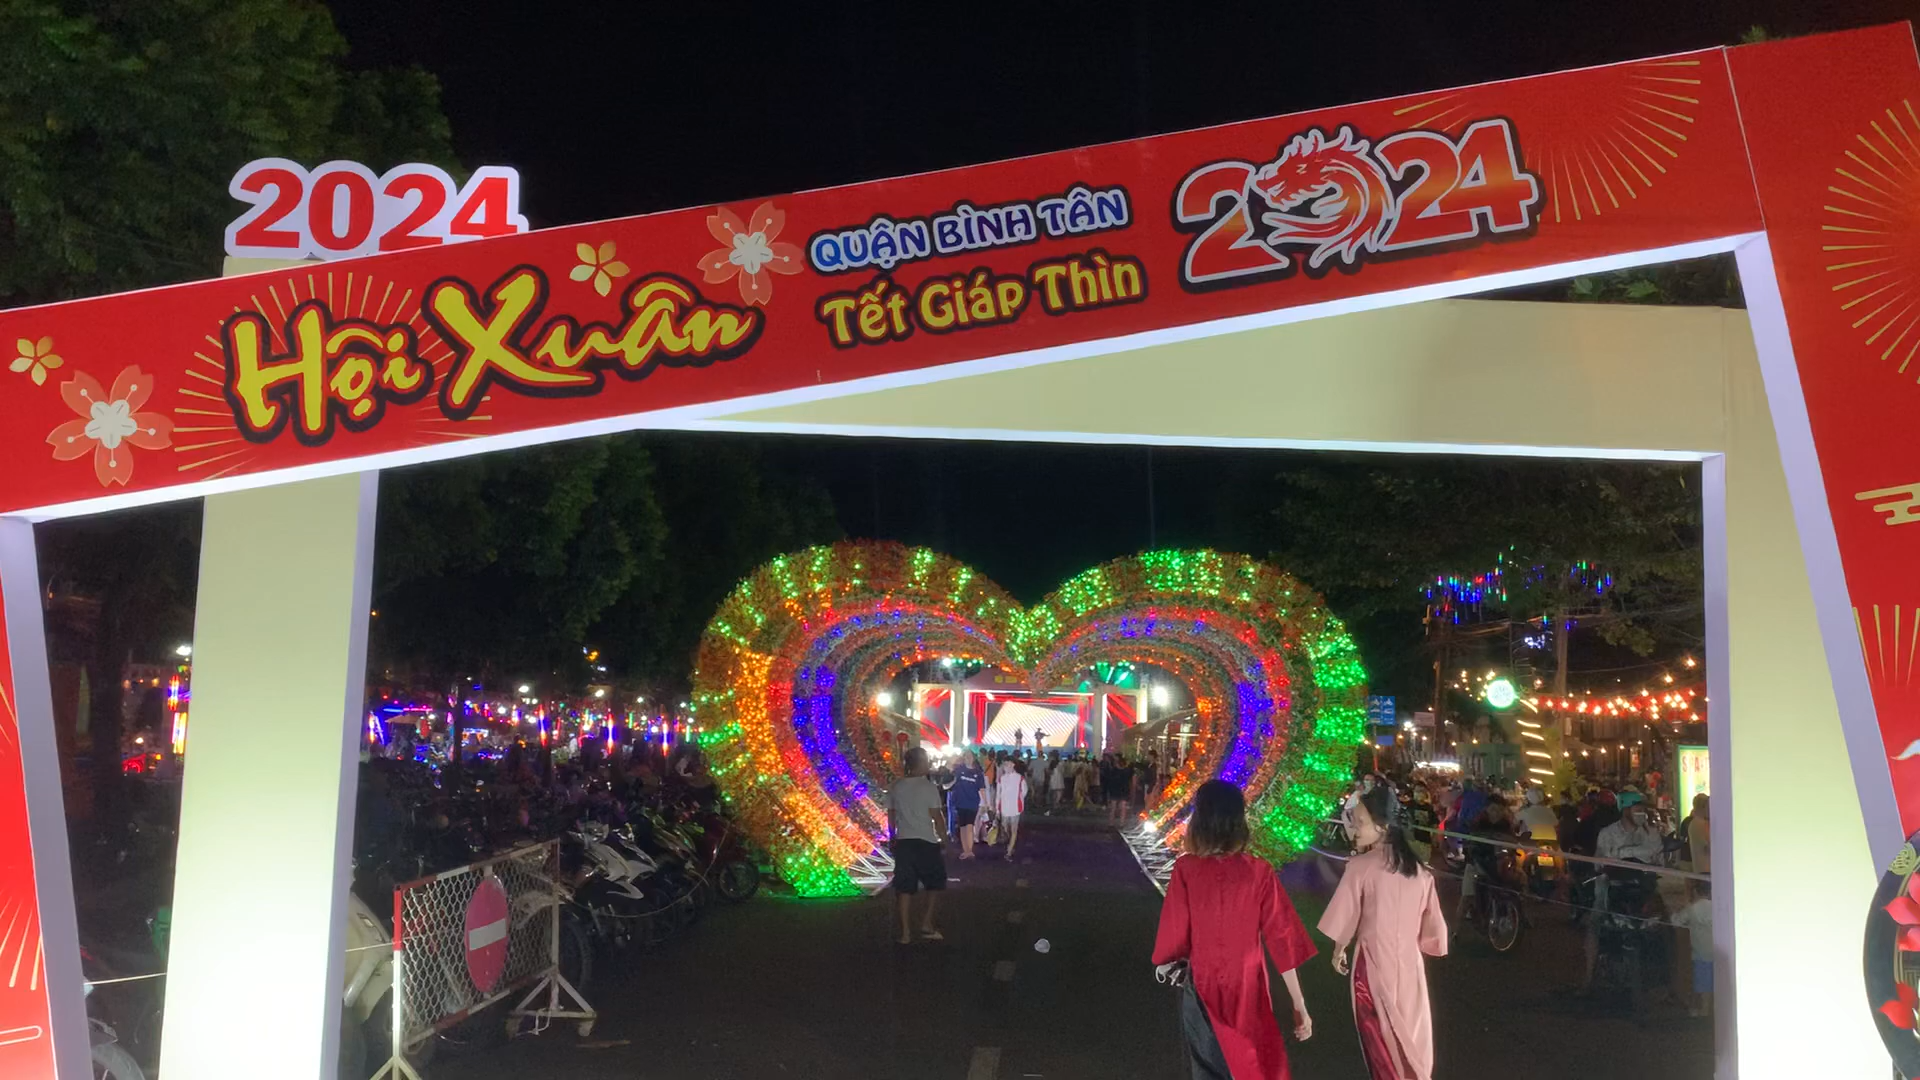 2024
Hội Xuân
QUẬN BÌNH TÂN
Tết Giáp Thìn
2024